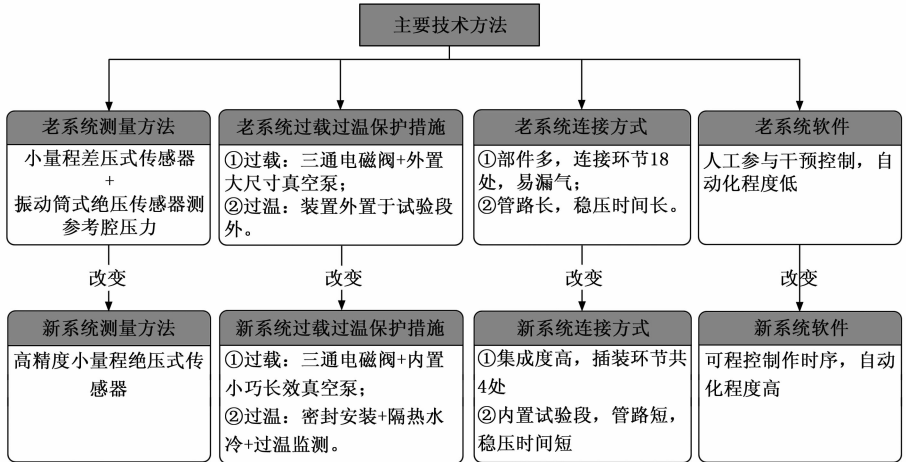 主要技术方法
老系统测量方法
小量程差压式传感器
+
振动筒式绝压传感器测
参考腔压力
老系统过载过温保护措施
①过载：三通电磁阀+外置
大尺寸真空泵；
②过温：装置外置于试验段
外。
老系统连接方式
①部件多，连接环节18
处，易漏气；
②管路长，稳压时间长。
老系统软件
人工参与干预控制，自
动化程度低
改变
改变
改变
改变
新系统测量方法
高精度小量程绝压式传
感器
新系统过载过温保护措施
①过载：三通电磁阀+内置
小巧长效真空泵；
②过温：密封安装+隔热水
冷+过温监测。
新系统连接方式
①集成度高，插装环节共
4处
②内置试验段，管路短，
稳压时间短
新系统软件
可程控制作时序，自动
化程度高